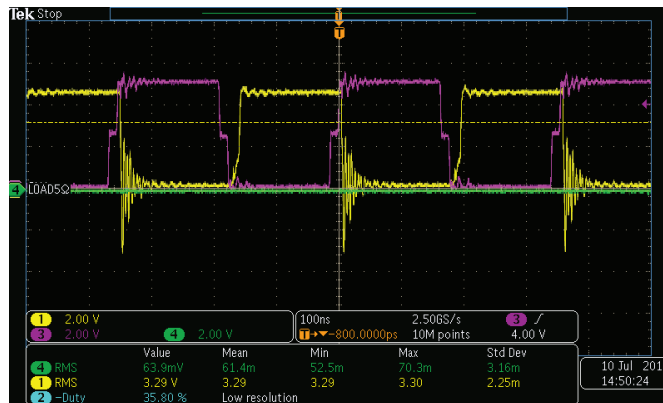 Tek Stop
T
T
4 LOAD5Ω
1 2.00 V
3 2.00 V 4 2.00 V
100ns 2.50GS/s 3
T→▼-800.0000ps 10M points 4.00 V
Value Mean Min Max Std Dev
4 RMS 63.9mV 61.4m 52.5m 70.3m 3.16m
1 RMS 3.29 V 3.29 3.29 3.30 2.25m
2 -Duty 35.80 % Low resolution
10 Jul 201
14:50:24